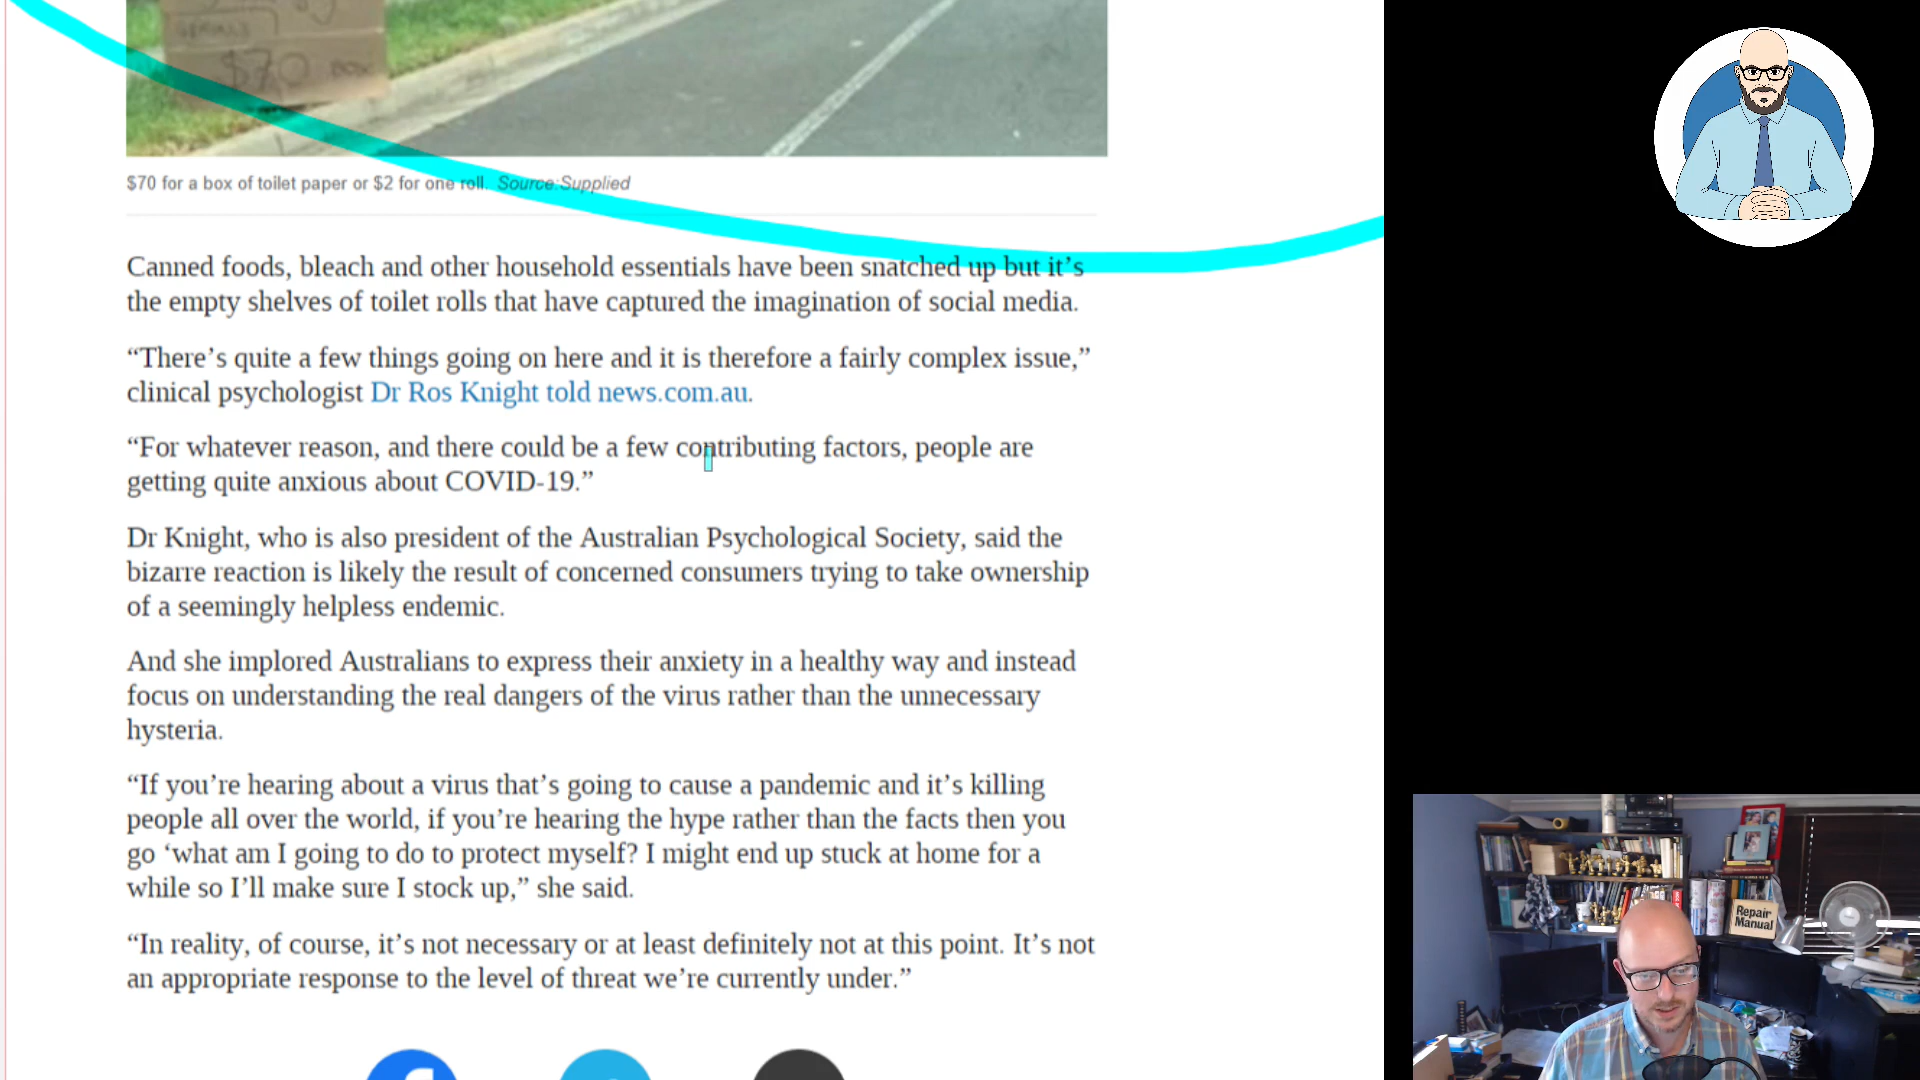 $70 BOX
$70 for a box of toilet paper or $2 for one roll. Source:Supplied
Canned foods, bleach and other household essentials have been snatched up but it’s
the empty shelves of toilet rolls that have captured the imagination of social media.
“There’s quite a few things going on here and it is therefore a fairly complex issue,”
clinical psychologist Dr Ros Knight told news.com.au.
“For whatever reason, and there could be a few contributing factors, people are
getting quite anxious about COVID-19.”
Dr Knight, who is also president of the Australian Psychological Society, said the
bizarre reaction is likely the result of concerned consumers trying to take ownership
of a seemingly helpless endemic.
And she implored Australians to express their anxiety in a healthy way and instead
focus on understanding the real dangers of the virus rather than the unnecessary
hysteria.
“If you’re hearing about a virus that’s going to cause a pandemic and it’s killing
people all over the world, if you’re hearing the hype rather than the facts then you
go ‘what am I going to do to protect myself? I might end up stuck at home for a
while so I’ll make sure I stock up,” she said.
“In reality, of course, it’s not necessary or at least definitely not at this point. It’s not
an appropriate response to the level of threat we’re currently under.”
Repair
Manual